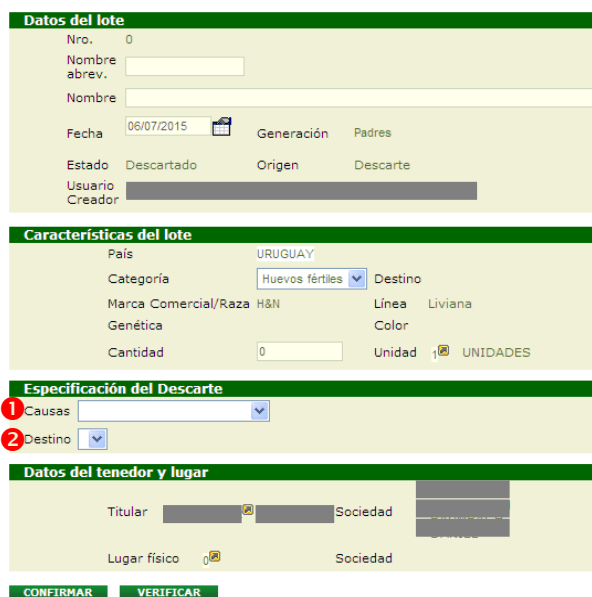 Datos del lote
Nro. 0
Nombre abrev.
Nombre
Fecha 06/07/2015 Generación Padres
Estado Descartado Origen Descarte
Usuario Creador
Características del lote
País URUGUAY
Categoría Huevos fértiles Destino
Marca Comercial/Raza H&N Línea Liviana
Genética Color
Cantidad 0 Unidad 1 UNIDADES
Especificación del Descarte
1 Causas
2 Destino
Datos del tenedor y lugar
Titular Sociedad
Lugar físico 0 Sociedad
CONFIRMAR VERIFICAR